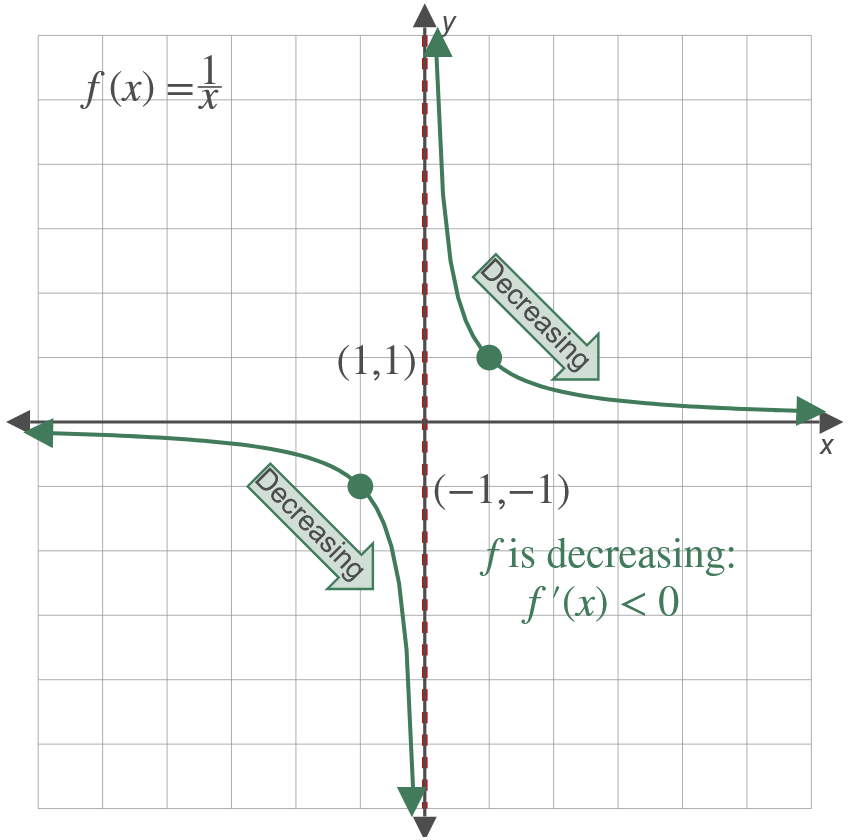 y
f(x) = 1/x
Decreasing
(1,1)
x
(−1,−1)
Decreasing
f is decreasing:
f′(x) < 0